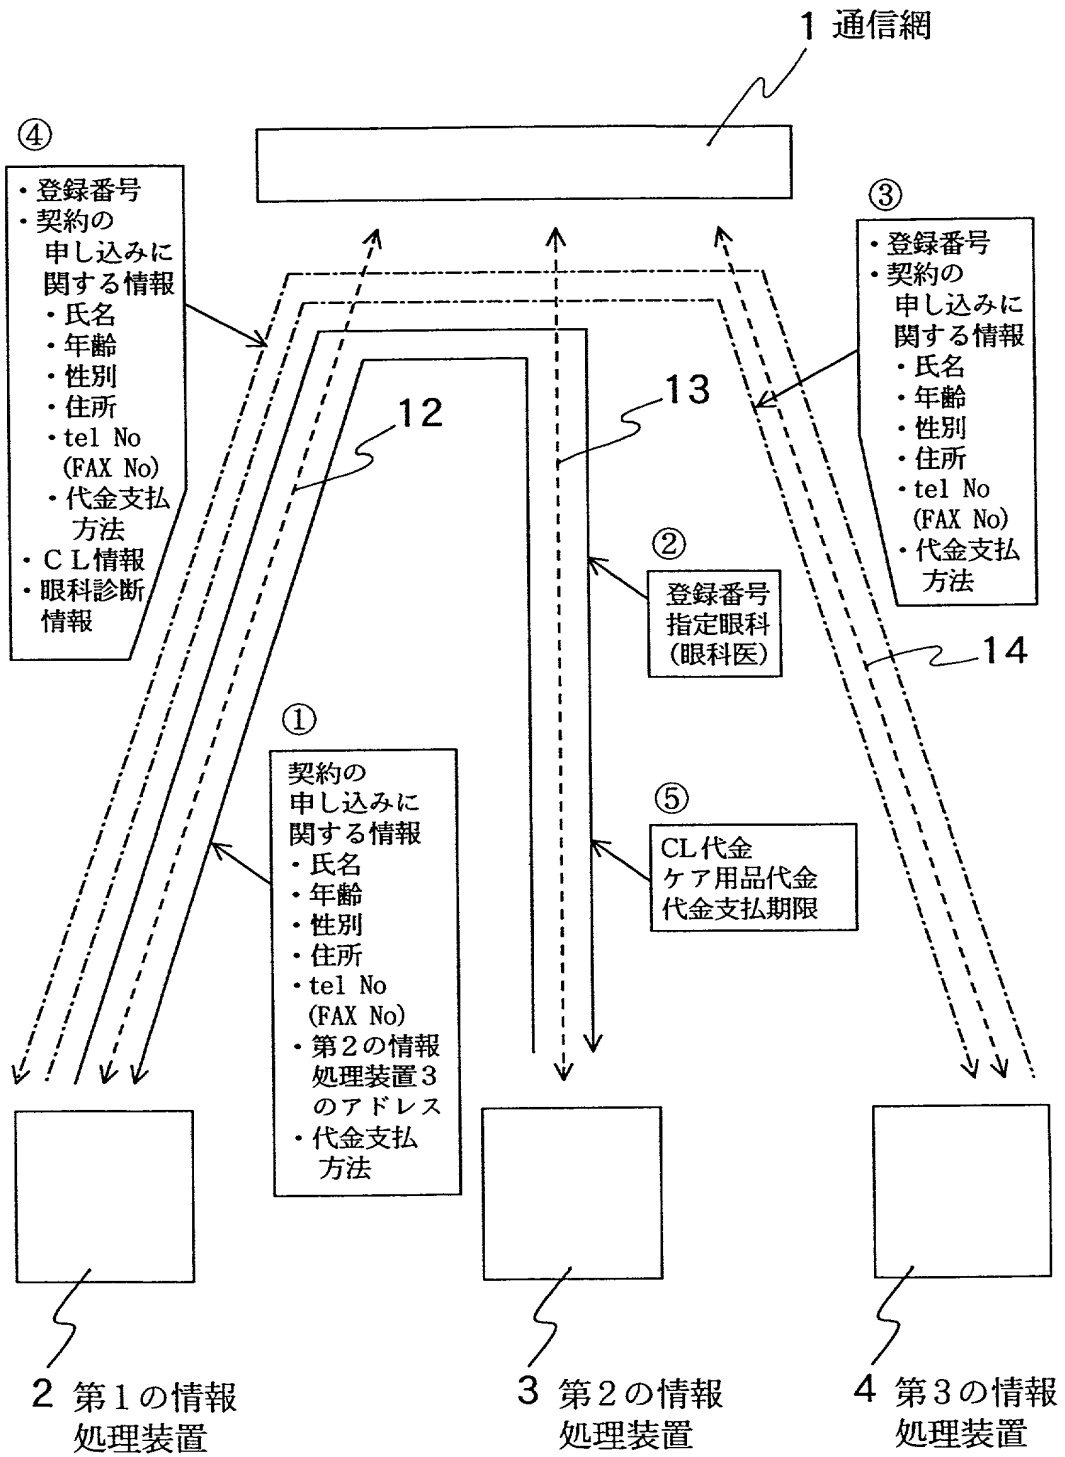 1 通信網
④
・登録番号
・契約の
申し込みに
関する情報
・氏名
・年齢
・性別
・住所
・tel No
(FAX No)
・代金支払
方法
・CL情報
・眼科診断
情報
③
・登録番号
・契約の
申し込みに
関する情報
・氏名
・年齢
・性別
・住所
・tel No
(FAX No)
・代金支払
方法
12
13
②
登録番号
指定眼科
(眼科医)
14
①
契約の
申し込みに
関する情報
・氏名
・年齢
・性別
・住所
・tel No
(FAX No)
・第2の情報
処理装置3
のアドレス
・代金支払
方法
⑤
CL代金
ケア用品代金
代金支払期限
2 第1の情報
処理装置
3 第2の情報
処理装置
4 第3の情報
処理装置